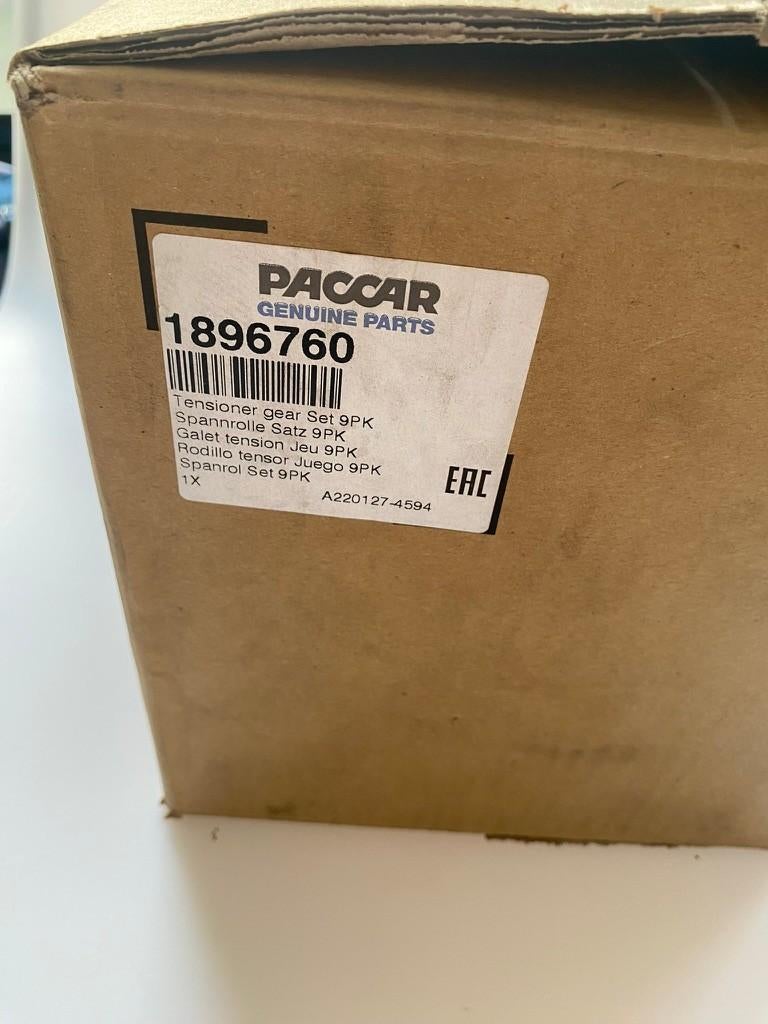 PACCAR
GENUINE PARTS
1896760
Tensioner gear Set 9PK
Spannrolle Satz 9PK
Galet tension Jeu 9PK
Rodillo tensor Juego 9PK
Spanrol Set 9PK
1X
A220127-4594
EAC